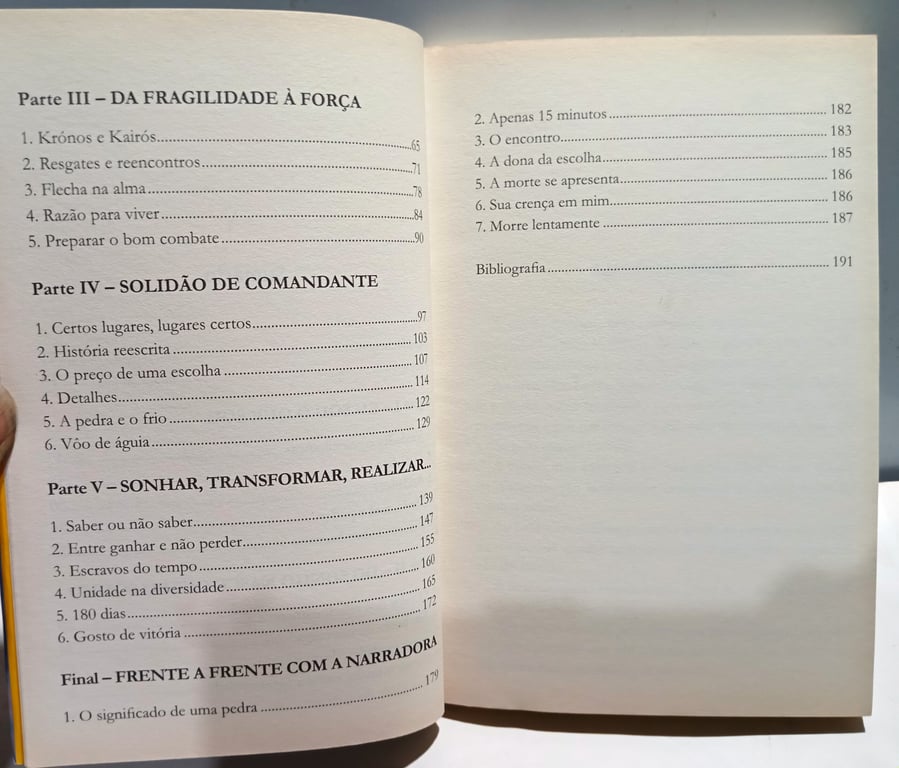 Parte III – DA FRAGILIDADE À FORÇA
1. Krónos e Kairós...65
2. Resgates e reencontros...71
3. Flecha na alma...78
4. Razão para viver...84
5. Preparar o bom combate...90
Parte IV – SOLIDÃO DE COMANDANTE
1. Certos lugares, lugares certos...97
2. História reescrita...103
3. O preço de uma escolha...107
4. Detalhes...114
5. A pedra e o frio...122
6. Vôo de águia...129
Parte V – SONHAR, TRANSFORMAR, REALIZAR...
1. Saber ou não saber...139
2. Entre ganhar e não perder...147
3. Escravos do tempo...155
4. Unidade na diversidade...160
5. 180 dias...165
6. Gosto de vitória...172
Final – FRENTE A FRENTE COM A NARRADORA
1. O significado de uma pedra...179
2. Apenas 15 minutos...182
3. O encontro...183
4. A dona da escolha...185
5. A morte se apresenta...186
6. Sua crença em mim...186
7. Morre lentamente...187
Bibliografia...191